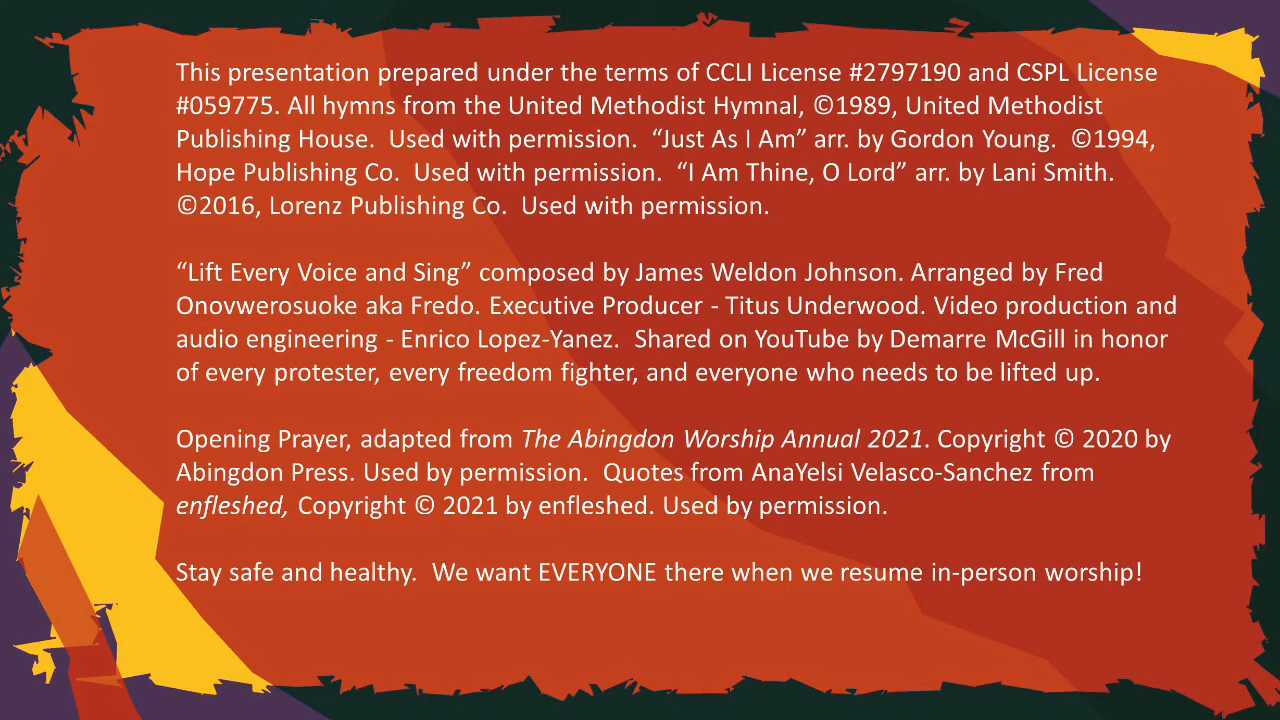 This presentation prepared under the terms of CCLI License #2797190 and CSPL License
#059775. All hymns from the United Methodist Hymnal, ©1989, United Methodist
Publishing House.  Used with permission.  “Just As I Am” arr. by Gordon Young.  ©1994,
Hope Publishing Co.  Used with permission.  “I Am Thine, O Lord” arr. by Lani Smith.
©2016, Lorenz Publishing Co.  Used with permission.
“Lift Every Voice and Sing” composed by James Weldon Johnson. Arranged by Fred
Onovwerosuoke aka Fredo. Executive Producer - Titus Underwood. Video production and
audio engineering - Enrico Lopez-Yanez.  Shared on YouTube by Demarre McGill in honor
of every protester, every freedom fighter, and everyone who needs to be lifted up.
Opening Prayer, adapted from The Abingdon Worship Annual 2021. Copyright © 2020 by
Abingdon Press. Used by permission.  Quotes from AnaYelsi Velasco-Sanchez from
enfleshed, Copyright © 2021 by enfleshed. Used by permission.
Stay safe and healthy.  We want EVERYONE there when we resume in-person worship!